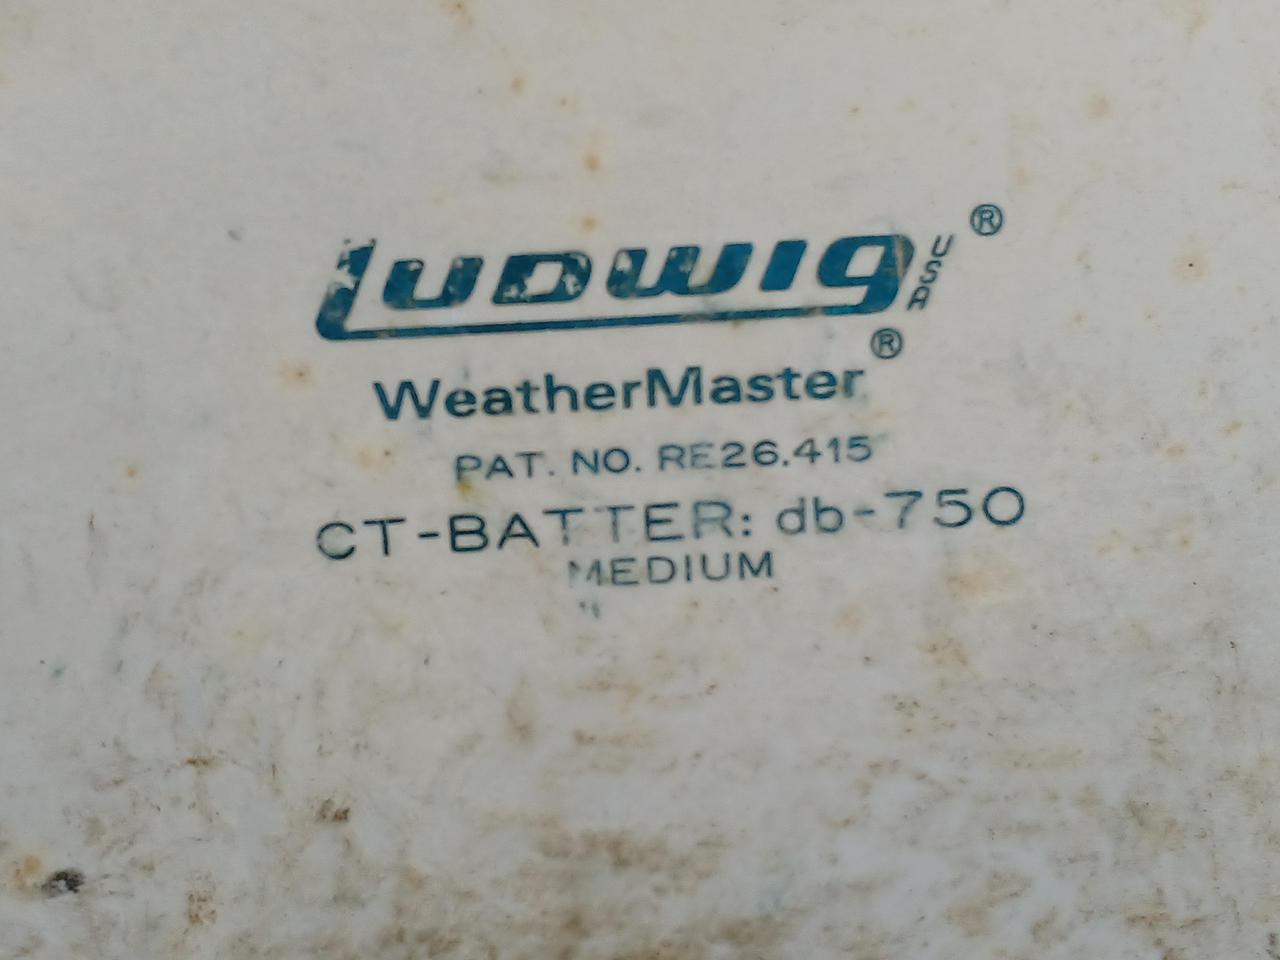 Ludwig USA ®
WeatherMaster ®
PAT. NO. RE26.415
CT-BATTER: db-750
MEDIUM